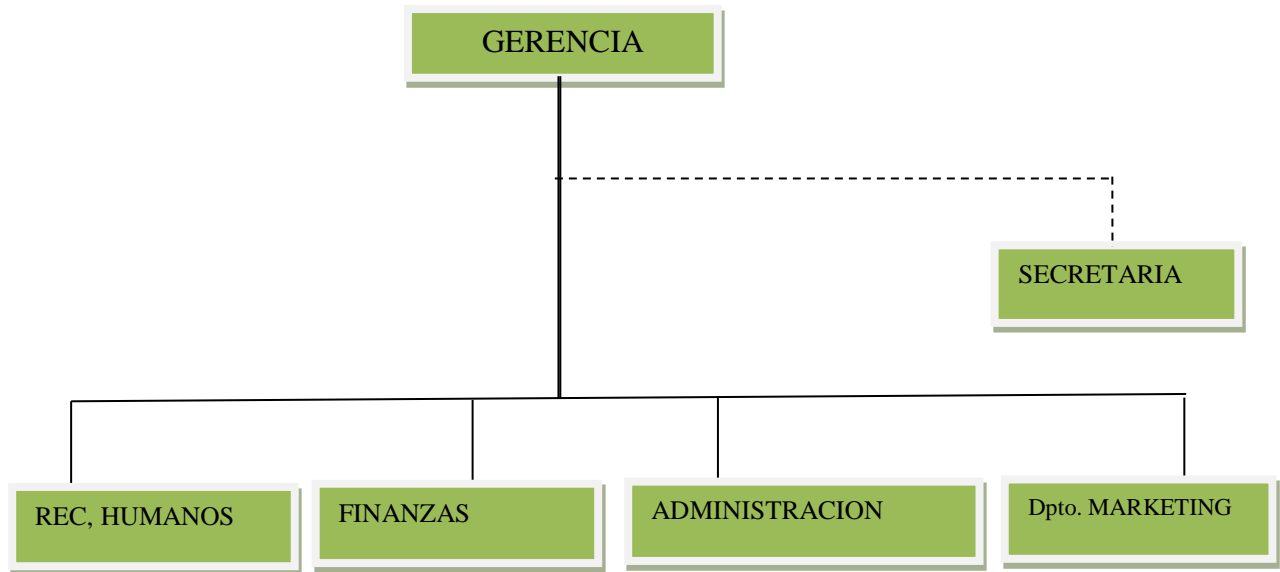 GERENCIA
SECRETARIA
REC, HUMANOS
FINANZAS
ADMINISTRACION
Dpto. MARKETING